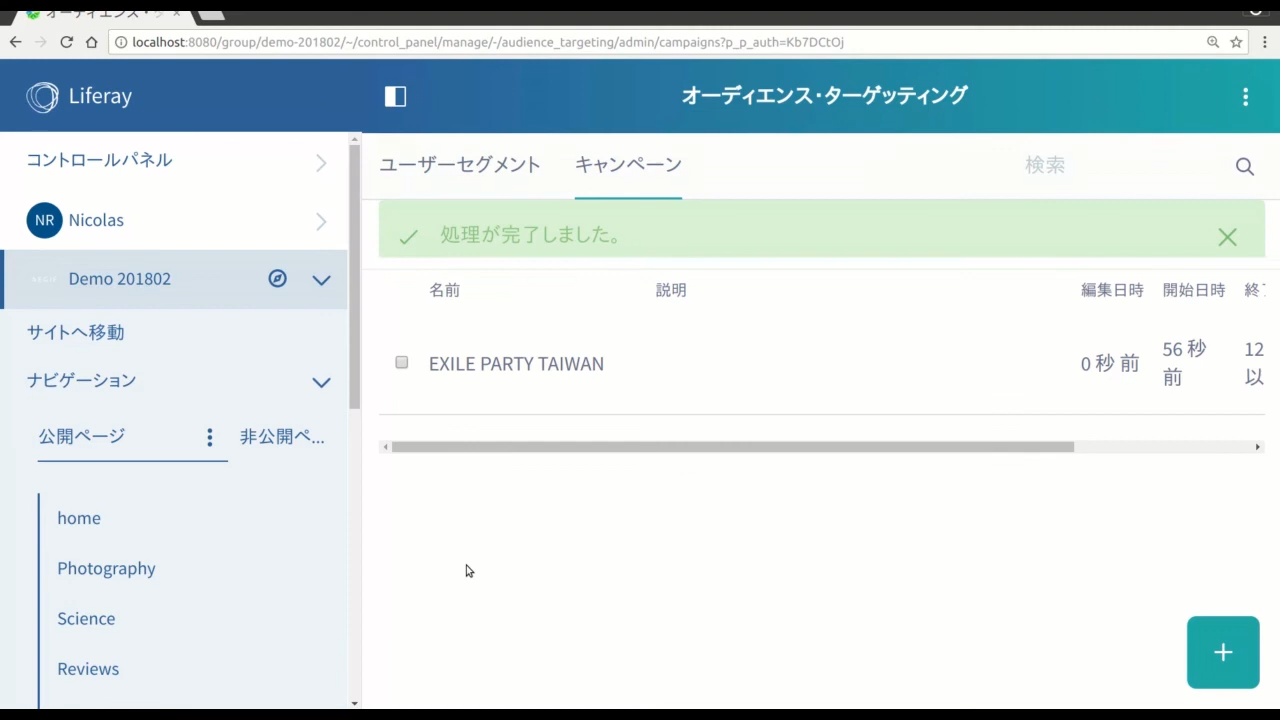 オーディエンス・タ
localhost:8080/group/demo-201802/~/control_panel/manage/-/audience_targeting/admin/campaigns?p_p_auth=Kb7DCtOj
Liferay
オーディエンス・ターゲッティング
コントロールパネル
NR Nicolas
Demo 201802
サイトへ移動
ナビゲーション
公開ページ 非公開ペ...
home
Photography
Science
Reviews
ユーザーセグメント キャンペーン 検索
処理が完了しました。
名前 説明 編集日時 開始日時 終了
EXILE PARTY TAIWAN 0 秒 前 56 秒 12
前 以